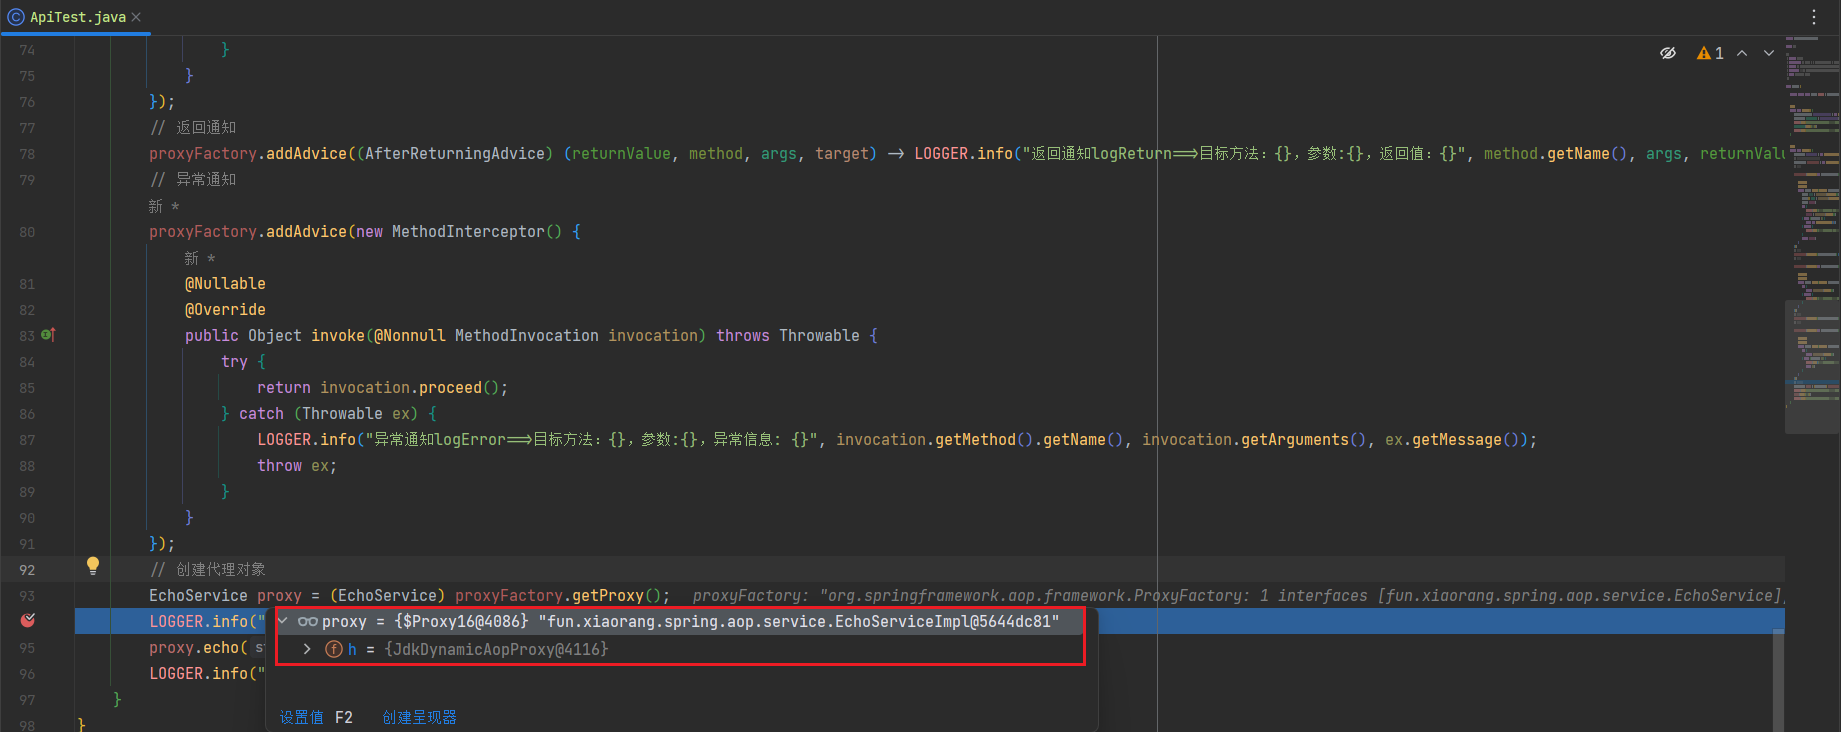 ApiTest.java
1
74 }
75 }
76 });
77 // 返回通知
78 proxyFactory.addAdvice((AfterReturningAdvice) (returnValue, method, args, target) -> LOGGER.info("返回通知logReturn==>目标方法: {}, 参数:{}, 返回值: {}", method.getName(), args, returnValu
79 // 异常通知
新 *
80 proxyFactory.addAdvice(new MethodInterceptor() {
新 *
81 @Nullable
82 @Override
83 public Object invoke(@Nonnull MethodInvocation invocation) throws Throwable {
84 try {
85 return invocation.proceed();
86 } catch (Throwable ex) {
87 LOGGER.info("异常通知logError==>目标方法: {}, 参数:{}, 异常信息: {}", invocation.getMethod().getName(), invocation.getArguments(), ex.getMessage());
88 throw ex;
89 }
90 }
91 });
92 // 创建代理对象
93 EchoService proxy = (EchoService) proxyFactory.getProxy(); proxyFactory: "org.springframework.aop.framework.ProxyFactory: 1 interfaces [fun.xiaorang.spring.aop.service.EchoService],
LOGGER.info("
proxy = {$Proxy16@4086} "fun.xiaorang.spring.aop.service.EchoServiceImpl@5644dc81"
95 proxy.echo( st
f h = {JdkDynamicAopProxy@4116}
96 LOGGER.info("
97 }
设置值 F2 创建呈现器
98 }